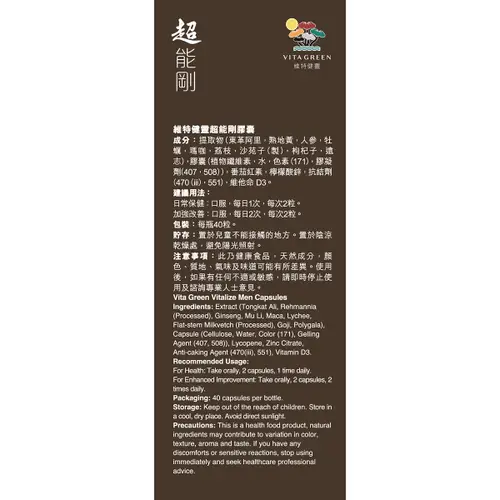 超能剛
VITA GREEN
維特健靈
維特健靈超能剛膠囊
成分：提取物(東革阿里，熟地黃，人參，牡
蠣，瑪咖，荔枝，沙苑子(製)，枸杞子，遠
志)，膠囊(植物纖維素，水，色素(171)，膠凝
劑(407, 508))，番茄紅素，檸檬酸鋅，抗結劑
(470 (iii), 551)，維他命 D3。
建議用法：
日常保健：口服，每日1次，每次2粒。
加強改善：口服，每日2次，每次2粒。
包裝：每瓶40粒。
貯存：置於兒童不能接觸的地方。置於陰涼
乾燥處，避免陽光照射。
注意事項：此乃健康食品，天然成分，顏
色、質地、氣味及味道可能有所差異。使用
後，如果有任何不適或敏感，請即時停止使
用及諮詢專業人士意見。
Vita Green Vitalize Men Capsules
Ingredients: Extract (Tongkat Ali, Rehmannia
(Processed), Ginseng, Mu Li, Maca, Lychee,
Flat-stem Milkvetch (Processed), Goji, Polygala),
Capsule (Cellulose, Water, Color (171), Gelling
Agent (407, 508)), Lycopene, Zinc Citrate,
Anti-caking Agent (470(iii), 551), Vitamin D3.
Recommended Usage:
For Health: Take orally, 2 capsules, 1 time daily.
For Enhanced Improvement: Take orally, 2 capsules, 2
times daily.
Packaging: 40 capsules per bottle.
Storage: Keep out of the reach of children. Store in
a cool, dry place. Avoid direct sunlight.
Precautions: This is a health food product, natural
ingredients may contribute to variation in color,
texture, aroma and taste. If you have any
discomforts or sensitive reactions, stop using
immediately and seek healthcare professional
advice.